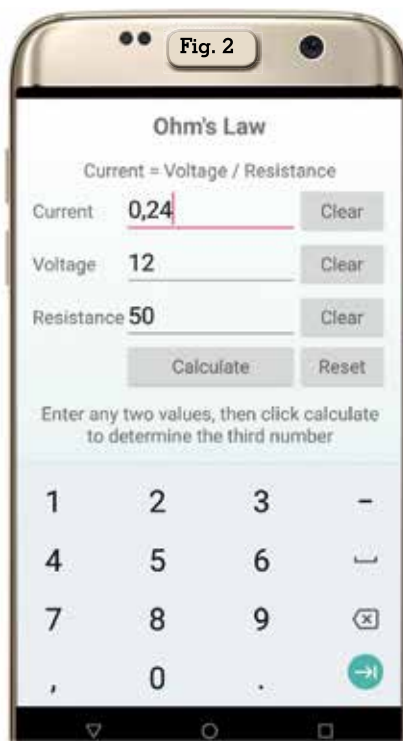 Fig. 2
Ohm's Law
Current = Voltage / Resistance
Current 0,24 Clear
Voltage 12 Clear
Resistance 50 Clear
Calculate Reset
Enter any two values, then click calculate
to determine the third number
1 2 3 -
4 5 6
7 8 9
, 0 .